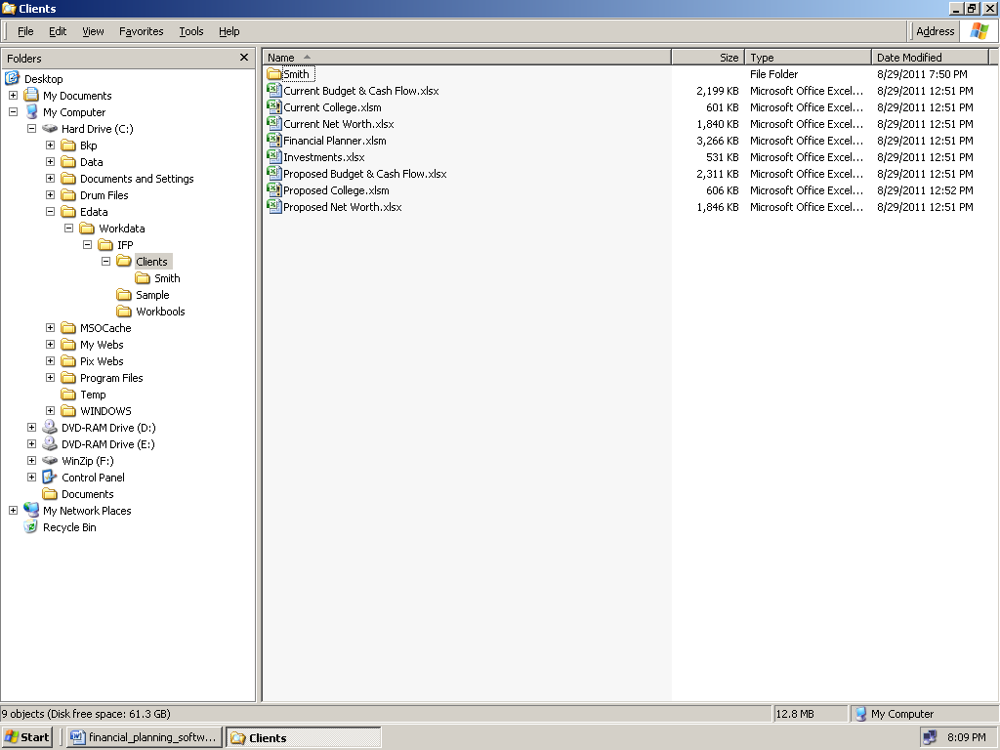 Clients
File Edit View Favorites Tools Help Address
Folders
Name Size Type Date Modified
Desktop
My Documents
My Computer
Hard Drive (C:)
Bkp
Data
Documents and Settings
Drum Files
Edata
Workdata
IFP
Clients
Smith
Sample
Workbools
MSOCache
My Webs
Pix Webs
Program Files
Temp
WINDOWS
DVD-RAM Drive (D:)
DVD-RAM Drive (E:)
WinZip (F:)
Control Panel
Documents
My Network Places
Recycle Bin
Smith File Folder 8/29/2011 7:50 PM
Current Budget & Cash Flow.xlsx 2,199 KB Microsoft Office Excel... 8/29/2011 12:51 PM
Current College.xlsm 601 KB Microsoft Office Excel... 8/29/2011 12:51 PM
Current Net Worth.xlsx 1,840 KB Microsoft Office Excel... 8/29/2011 12:51 PM
Financial Planner.xlsm 3,266 KB Microsoft Office Excel... 8/29/2011 12:51 PM
Investments.xlsx 531 KB Microsoft Office Excel... 8/29/2011 12:51 PM
Proposed Budget & Cash Flow.xlsx 2,311 KB Microsoft Office Excel... 8/29/2011 12:51 PM
Proposed College.xlsm 606 KB Microsoft Office Excel... 8/29/2011 12:52 PM
Proposed Net Worth.xlsx 1,846 KB Microsoft Office Excel... 8/29/2011 12:51 PM
9 objects (Disk free space: 61.3 GB) 12.8 MB My Computer
Start financial_planning_softw... Clients 8:09 PM